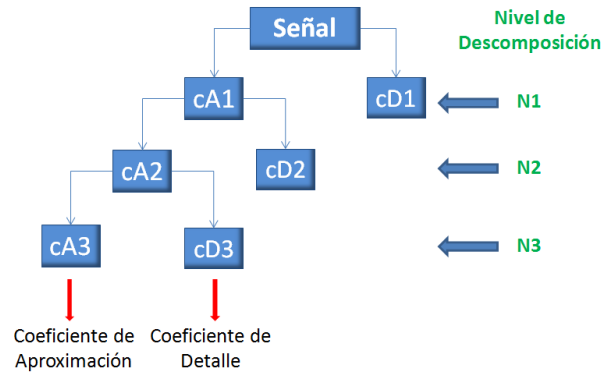 Señal
Nivel de
Descomposición
cA1
cD1
N1
cA2
cD2
N2
cA3
cD3
N3
Coeficiente de
Aproximación
Coeficiente de
Detalle